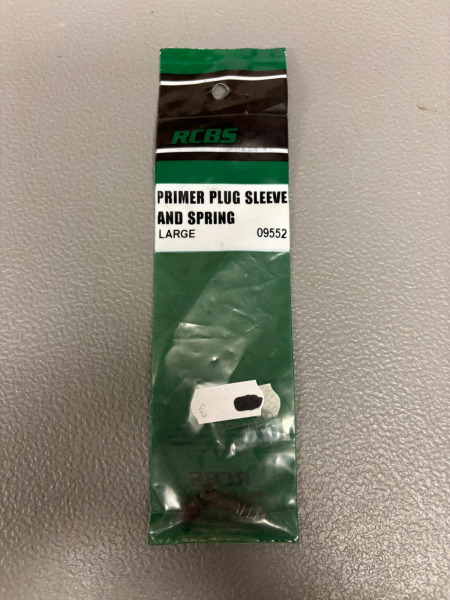 RCBS
PRIMER PLUG SLEEVE
AND SPRING
LARGE 09552